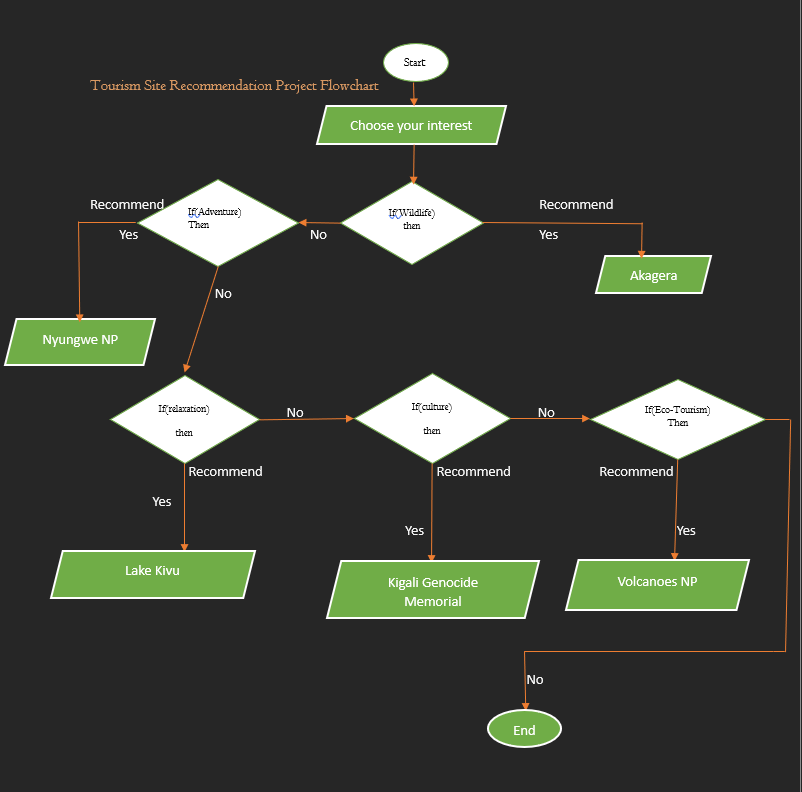 Start
Tourism Site Recommendation Project Flowchart
Choose your interest
Recommend
If(Adventure)
Then
If(Wildlife)
then
Recommend
Yes
No
Yes
Akagera
No
Nyungwe NP
If(relaxation)
then
No
If(culture)
then
No
If(Eco-Tourism)
Then
Recommend
Recommend
Recommend
Yes
Yes
Yes
Lake Kivu
Kigali Genocide
Memorial
Volcanoes NP
No
End